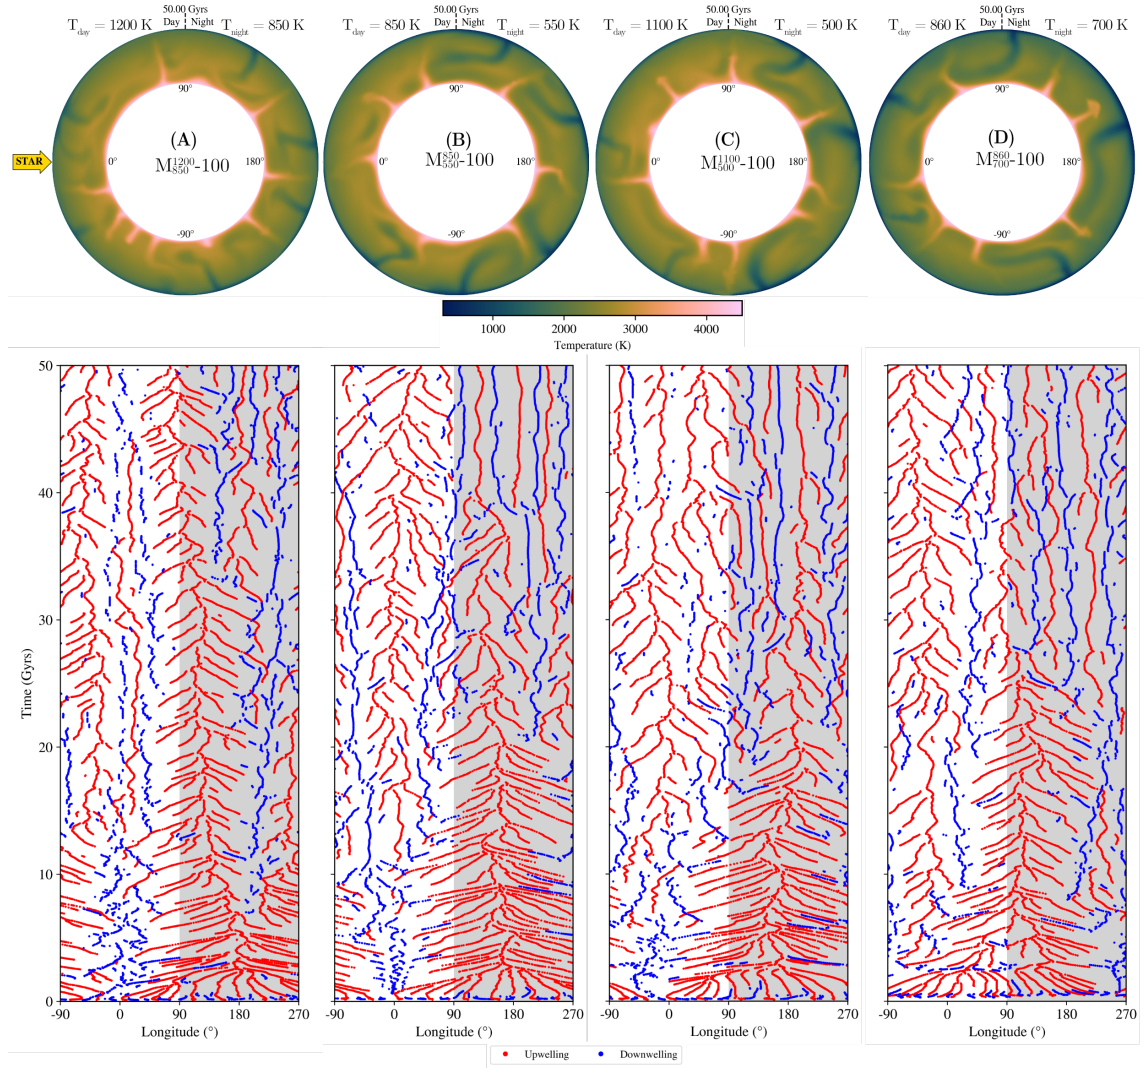 50.00 Gyrs
Day Night
T_day = 1200 K T_night = 850 K
50.00 Gyrs
Day Night
T_day = 850 K T_night = 550 K
50.00 Gyrs
Day Night
T_day = 1100 K T_night = 500 K
50.00 Gyrs
Day Night
T_day = 860 K T_night = 700 K
STAR
90°
(A)
0° 180°
M^1200_850-100
-90°
90°
(B)
0° 180°
M^850_550-100
-90°
90°
(C)
0° 180°
M^1100_500-100
-90°
90°
(D)
0° 180°
M^860_700-100
-90°
1000 2000 3000 4000
Temperature (K)
50
40
30
20
10
0
Time (Gyrs)
-90 0 90 180 270
Longitude (°)
-90 0 90 180 270
Longitude (°)
-90 0 90 180 270
Longitude (°)
-90 0 90 180 270
Longitude (°)
Upwelling Downwelling